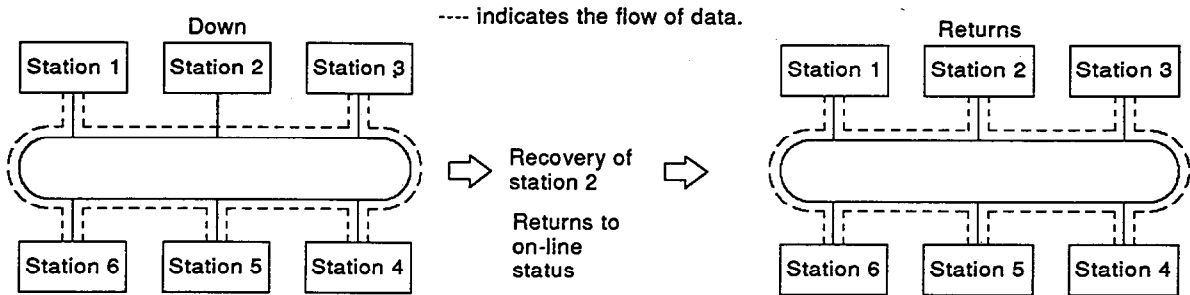 ---- indicates the flow of data.
Down
Returns
Station 1
Station 2
Station 3
Station 1
Station 2
Station 3
Recovery of
station 2
Returns to
on-line
status
Station 6
Station 5
Station 4
Station 6
Station 5
Station 4